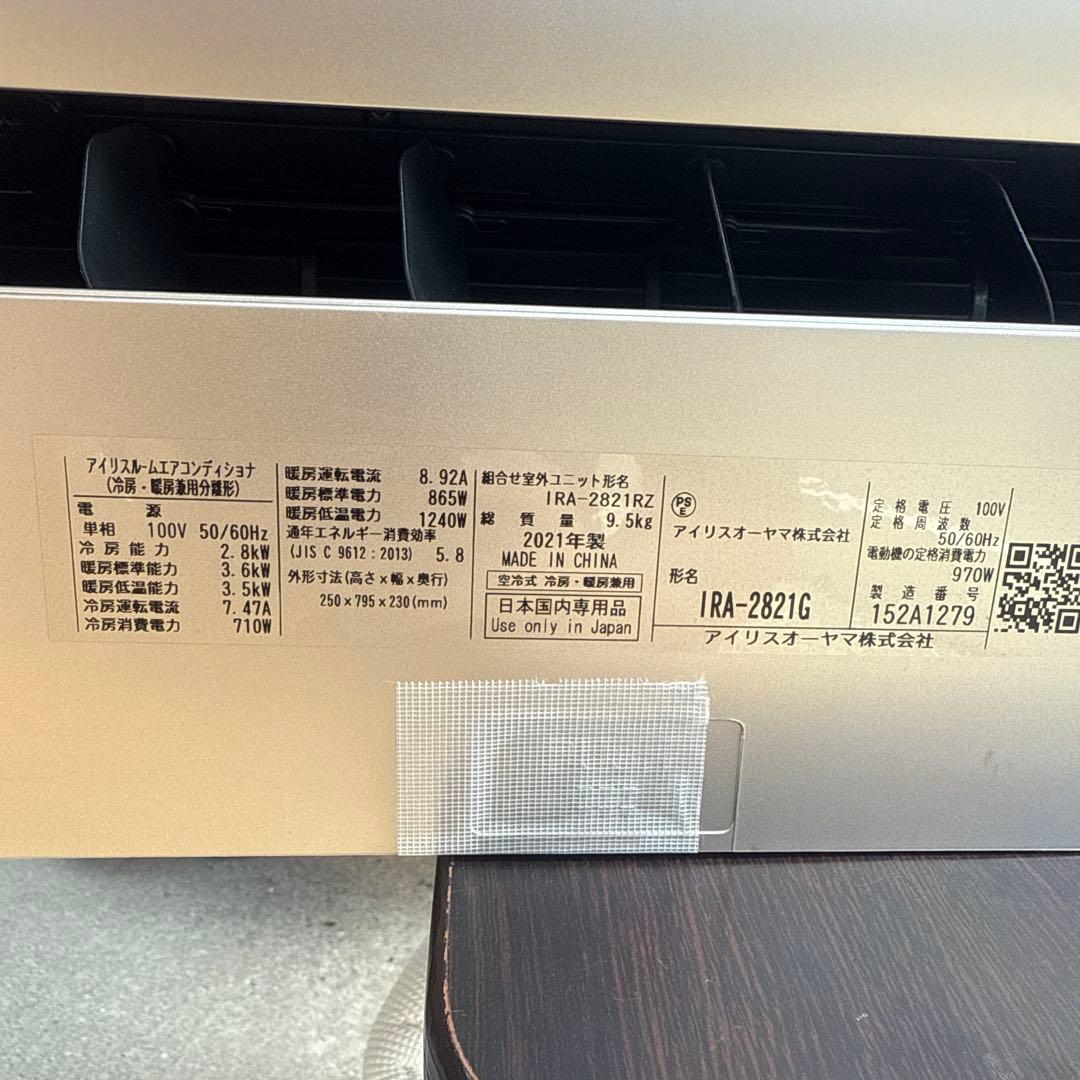 アイリスルームエアコンディショナ
(冷房・暖房兼用分離形)
電 源
単相 100V 50/60Hz
冷房能力 2.8kW
暖房標準能力 3.6kW
暖房低温能力 3.5kW
冷房運転電流 7.47A
冷房消費電力 710W
暖房運転電流 8.92A
暖房標準電力 865W
暖房低温電力 1240W
通年エネルギー消費効率
(JIS C 9612:2013) 5.8
外形寸法(高さx幅x奥行)
250x795x230(mm)
組合せ室外ユニット形名
IRA-2821RZ
総質量 9.5kg
2021年製
MADE IN CHINA
空冷式 冷房・暖房兼用
日本国内専用品
Use only in Japan
PS
E
アイリスオーヤマ株式会社
形名
IRA-2821G
定格電圧 100V
定格周波数
50/60Hz
電動機の定格消費電力
970W
製造番号
152A1279
アイリスオーヤマ株式会社